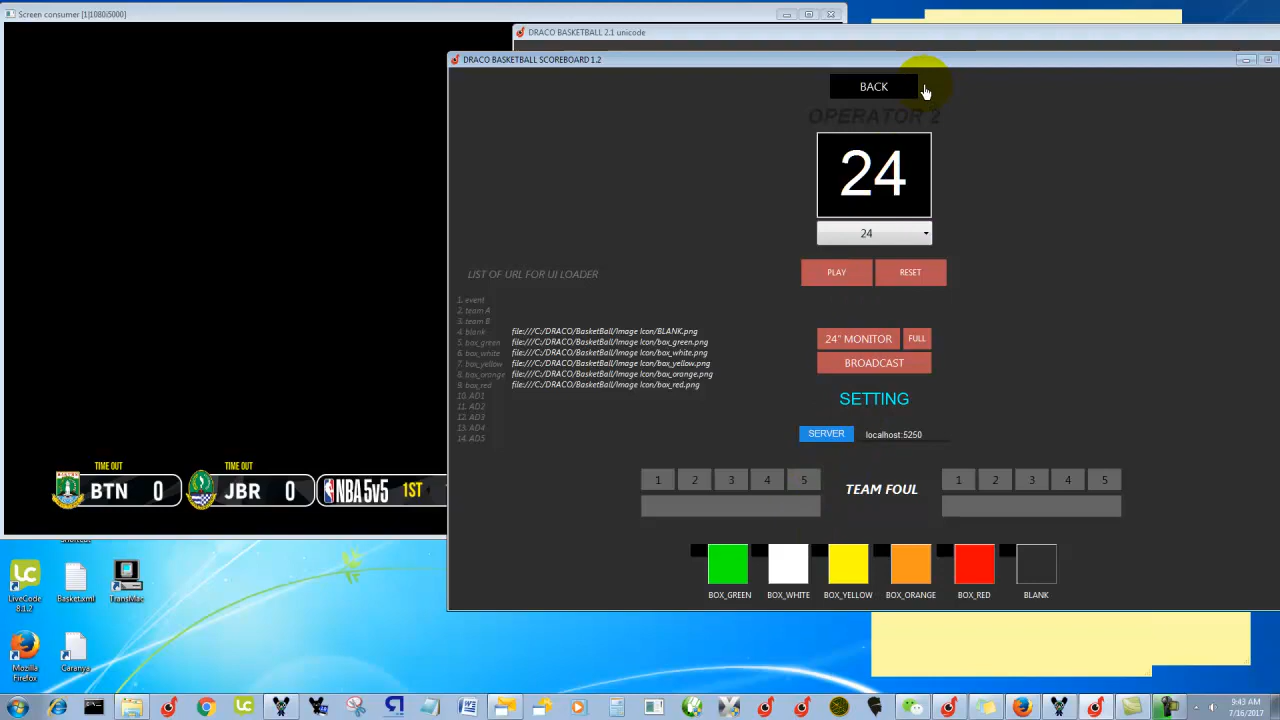 Screen consumer [1|1080i5000]
DRACO BASKETBALL 2.1 unicode
DRACO BASKETBALL SCOREBOARD 1.2
BACK
OPERATOR 2
24
24
PLAY RESET
LIST OF URL FOR UI LOADER
1. event
2. team A
3. team B
4. blank file:///C:/DRACO/BasketBall/Image Icon/BLANK.png
5. box_green file:///C:/DRACO/BasketBall/Image Icon/box_green.png
6. box_white file:///C:/DRACO/BasketBall/Image Icon/box_white.png
7. box_yellow file:///C:/DRACO/BasketBall/Image Icon/box_yellow.png
8. box_orange file:///C:/DRACO/BasketBall/Image Icon/box_orange.png
9. box_red file:///C:/DRACO/BasketBall/Image Icon/box_red.png
10. AD1
11. AD2
12. AD3
13. AD4
14. AD5
24" MONITOR FULL
BROADCAST
SETTING
SERVER localhost:5250
TIME OUT TIME OUT
BTN 0 JBR 0 NBA 5v5 1ST
1 2 3 4 5 TEAM FOUL 1 2 3 4 5
BOX_GREEN BOX_WHITE BOX_YELLOW BOX_ORANGE BOX_RED BLANK
LiveCode 8.1.2
Basket.xml
TransMac
Mozilla Firefox
Caranya
9:43 AM
7/16/2017